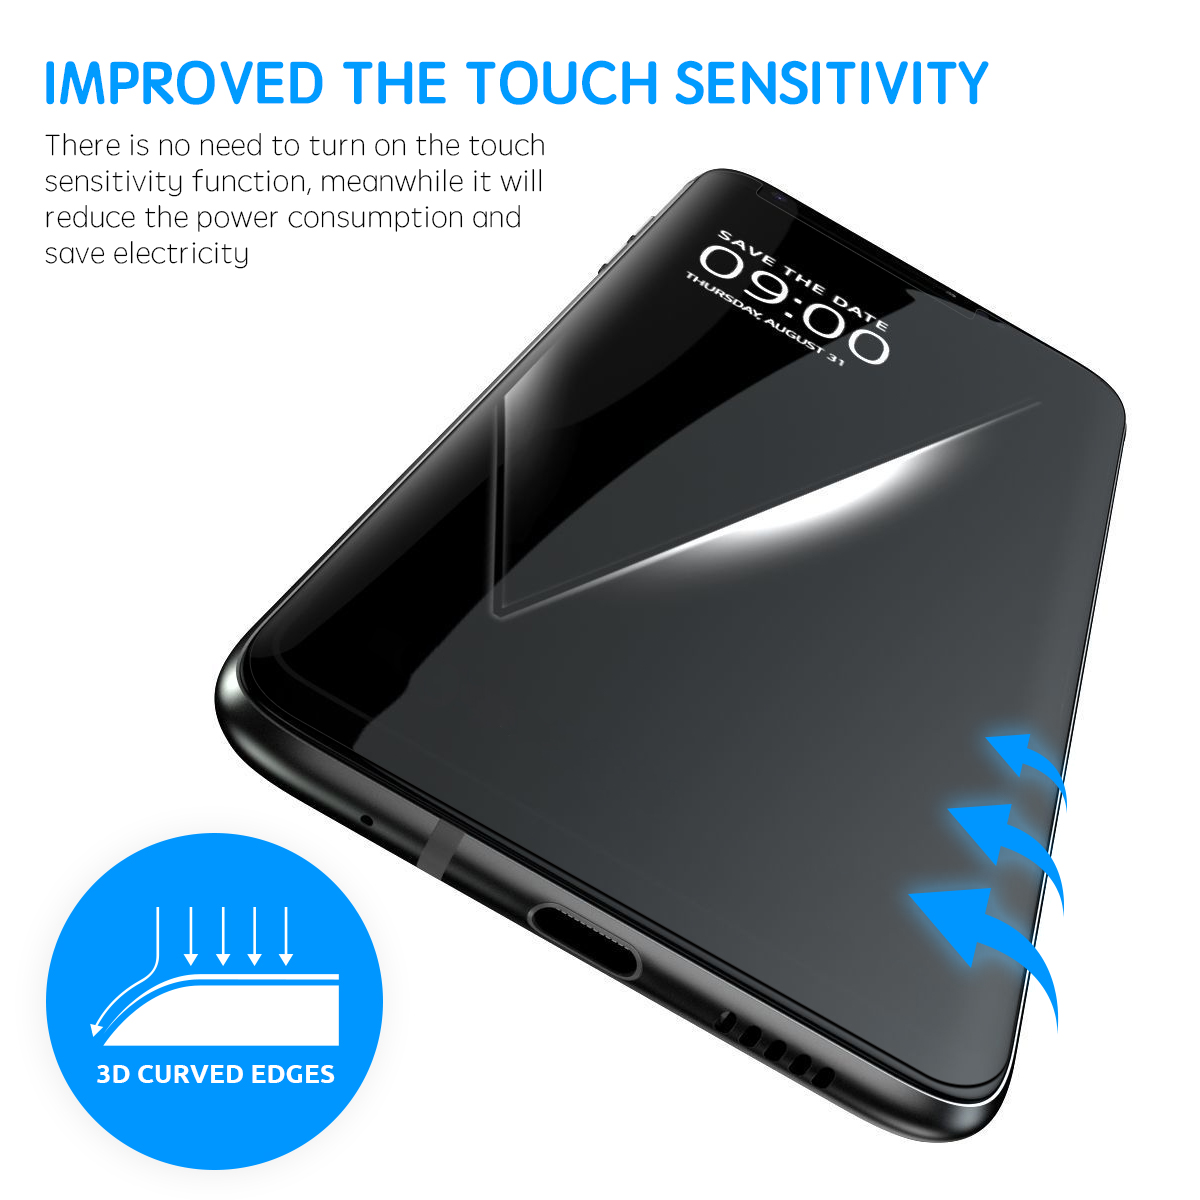 IMPROVED THE TOUCH SENSITIVITY
There is no need to turn on the touch
sensitivity function, meanwhile it will
reduce the power consumption and
save electricity
SAVE THE DATE
09:00
THURSDAY, AUGUST 31
3D CURVED EDGES